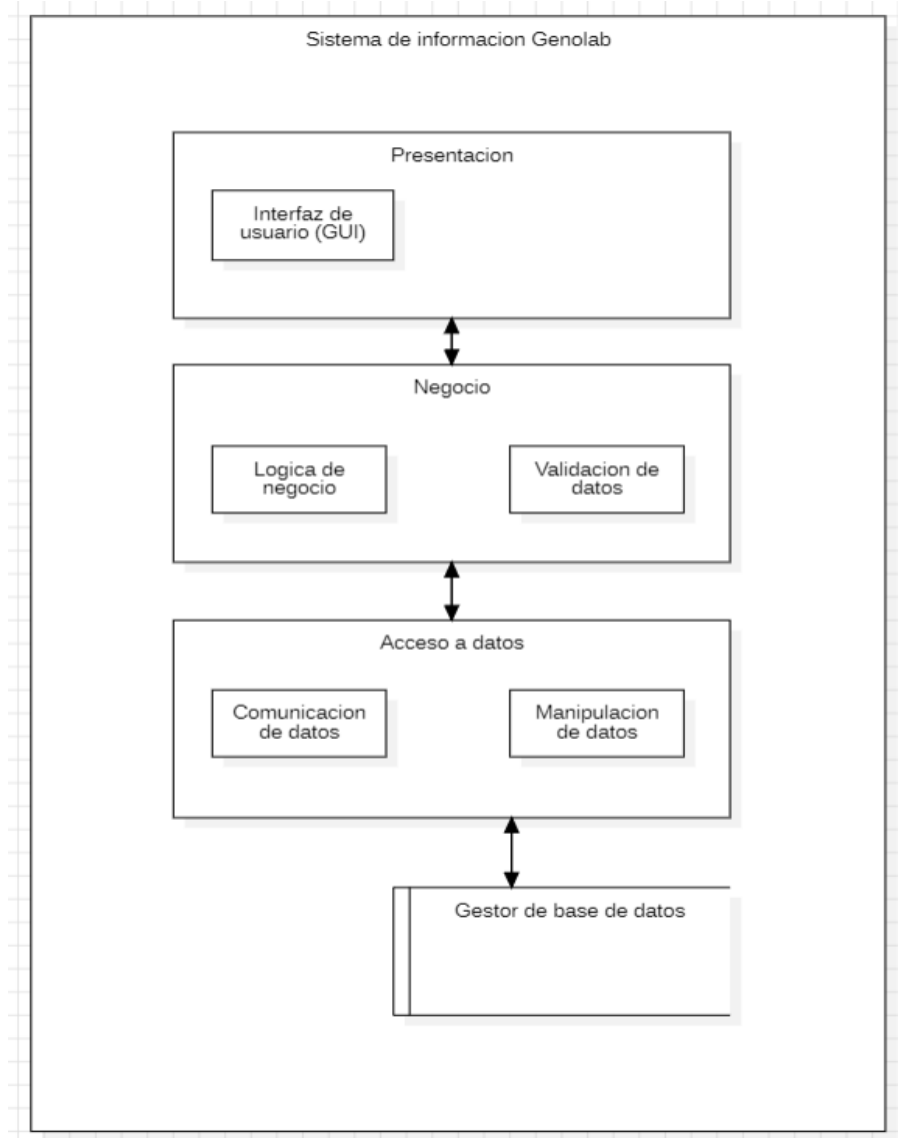 Sistema de informacion Genolab
Presentacion
Interfaz de
usuario (GUI)
Negocio
Logica de
negocio
Validacion de
datos
Acceso a datos
Comunicacion
de datos
Manipulacion
de datos
Gestor de base de datos